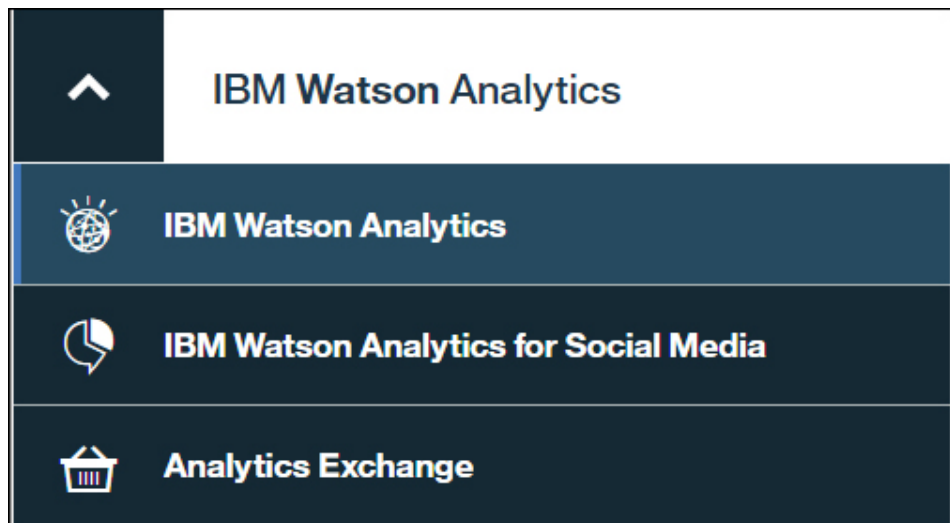 IBM Watson Analytics
IBM Watson Analytics
IBM Watson Analytics for Social Media
Analytics Exchange